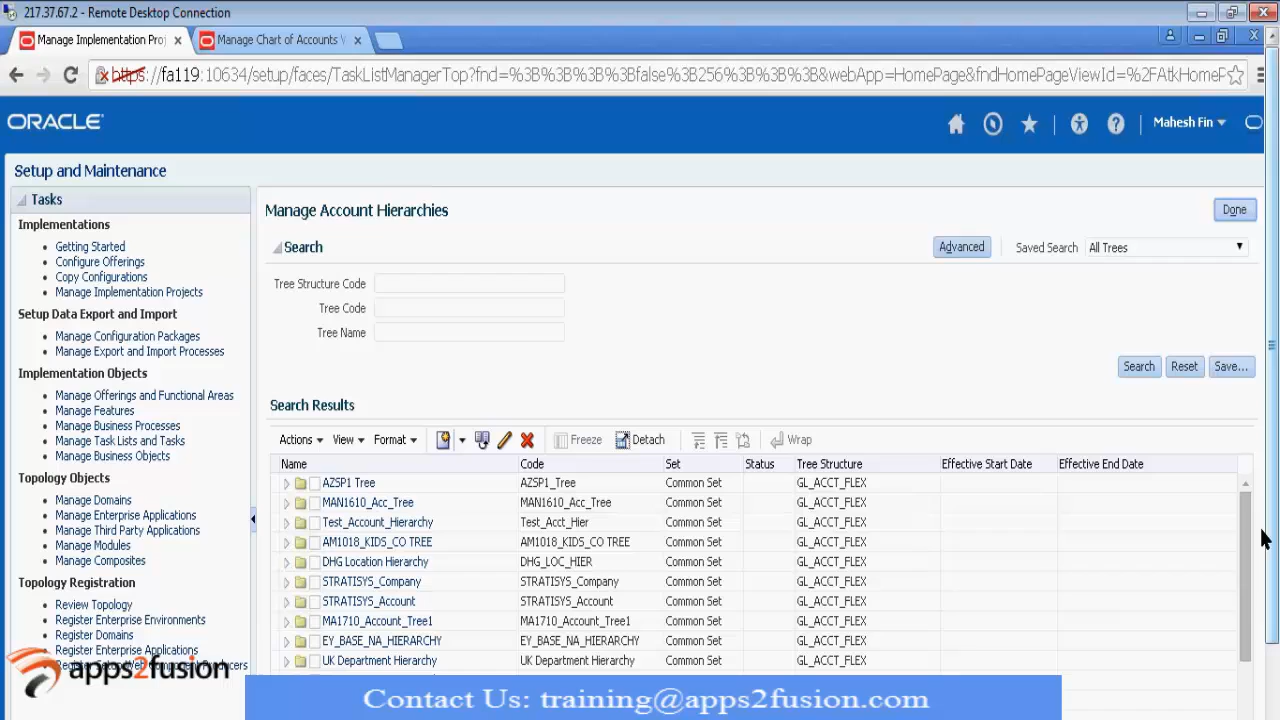 217.37.67.2 - Remote Desktop Connection
Manage Implementation Proj
Manage Chart of Accounts V
https://fa119:10634/setup/faces/TaskListManagerTop?fnd=%3B%3B%3B%3Bfalse%3B256%3B%3B%3B&webApp=HomePage&fndHomePageViewId=%2FAtkHomeP
ORACLE
Mahesh Fin
Setup and Maintenance
Tasks
Implementations
Getting Started
Configure Offerings
Copy Configurations
Manage Implementation Projects
Setup Data Export and Import
Manage Configuration Packages
Manage Export and Import Processes
Implementation Objects
Manage Offerings and Functional Areas
Manage Features
Manage Business Processes
Manage Task Lists and Tasks
Manage Business Objects
Topology Objects
Manage Domains
Manage Enterprise Applications
Manage Third Party Applications
Manage Modules
Manage Composites
Topology Registration
Review Topology
Register Enterprise Environments
Register Domains
Register Enterprise Applications
Component Producers
apps2fusion
Manage Account Hierarchies
Done
Search
Advanced
Saved Search All Trees
Tree Structure Code
Tree Code
Tree Name
Search Reset Save...
Search Results
Actions View Format Freeze Detach Wrap
Name Code Set Status Tree Structure Effective Start Date Effective End Date
AZSP1 Tree AZSP1_Tree Common Set GL_ACCT_FLEX
MAN1610_Acc_Tree MAN1610_Acc_Tree Common Set GL_ACCT_FLEX
Test_Account_Hierarchy Test_Acct_Hier Common Set GL_ACCT_FLEX
AM1018_KIDS_CO TREE AM1018_KIDS_CO TREE Common Set GL_ACCT_FLEX
DHG Location Hierarchy DHG_LOC_HIER Common Set GL_ACCT_FLEX
STRATISYS_Company STRATISYS_Company Common Set GL_ACCT_FLEX
STRATISYS_Account STRATISYS_Account Common Set GL_ACCT_FLEX
MA1710_Account_Tree1 MA1710_Account_Tree1 Common Set GL_ACCT_FLEX
EY_BASE_NA_HIERARCHY EY_BASE_NA_HIERARCHY Common Set GL_ACCT_FLEX
UK Department Hierarchy UK Department Hierarchy Common Set GL_ACCT_FLEX
Contact Us: training@apps2fusion.com